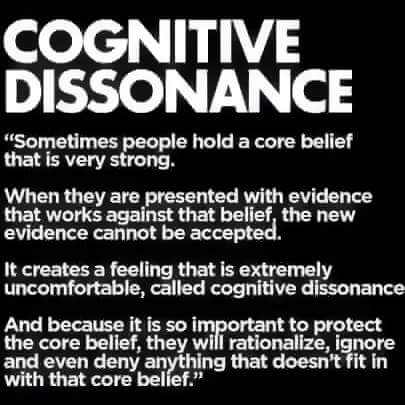 COGNITIVE
DISSONANCE
“Sometimes people hold a core belief
that is very strong.
When they are presented with evidence
that works against that belief, the new
evidence cannot be accepted.
It creates a feeling that is extremely
uncomfortable, called cognitive dissonance
And because it is so important to protect
the core belief, they will rationalize, ignore
and even deny anything that doesn’t fit in
with that core belief.”